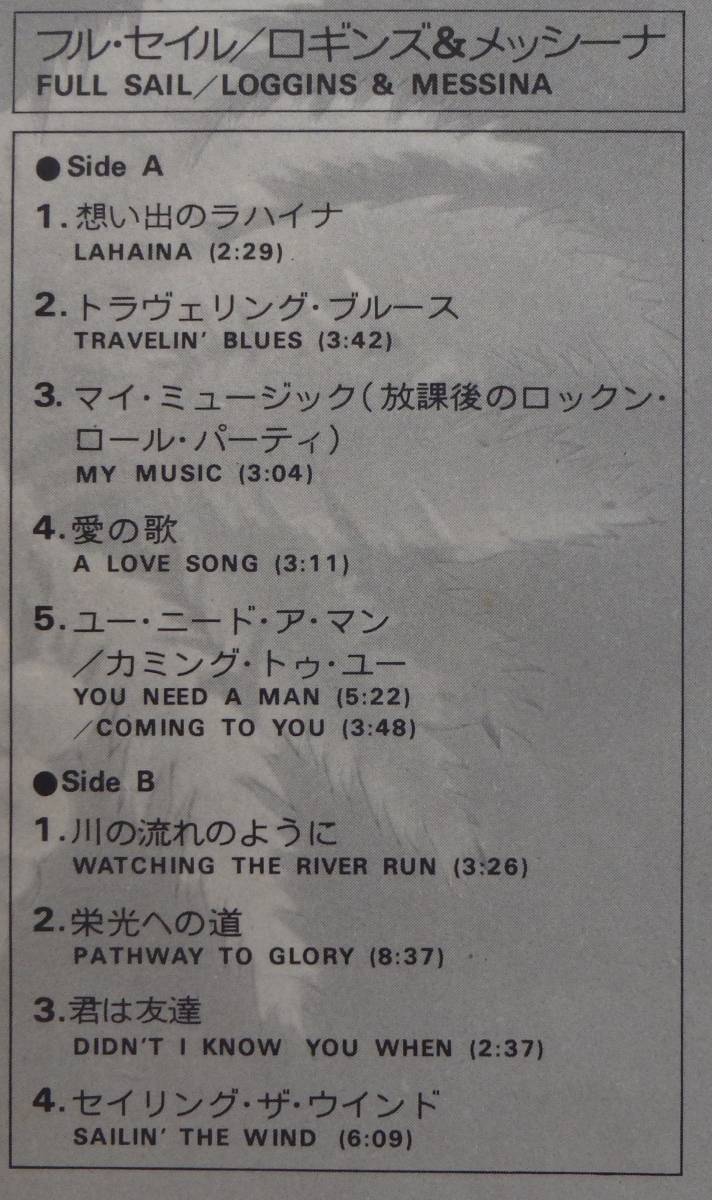 フル・セイル/ロギンズ&メッシーナ
FULL SAIL/LOGGINS & MESSINA
●Side A
1.想い出のラハイナ
LAHAINA (2:29)
2.トラヴェリング・ブルース
TRAVELIN' BLUES (3:42)
3.マイ・ミュージック(放課後のロックン・
ロール・パーティ)
MY MUSIC (3:04)
4.愛の歌
A LOVE SONG (3:11)
5.ユー・ニード・ア・マン
/カミング・トゥ・ユー
YOU NEED A MAN (5:22)
/COMING TO YOU (3:48)
●Side B
1.川の流れのように
WATCHING THE RIVER RUN (3:26)
2.栄光への道
PATHWAY TO GLORY (8:37)
3.君は友達
DIDN'T I KNOW YOU WHEN (2:37)
4.セイリング・ザ・ウインド
SAILIN' THE WIND (6:09)